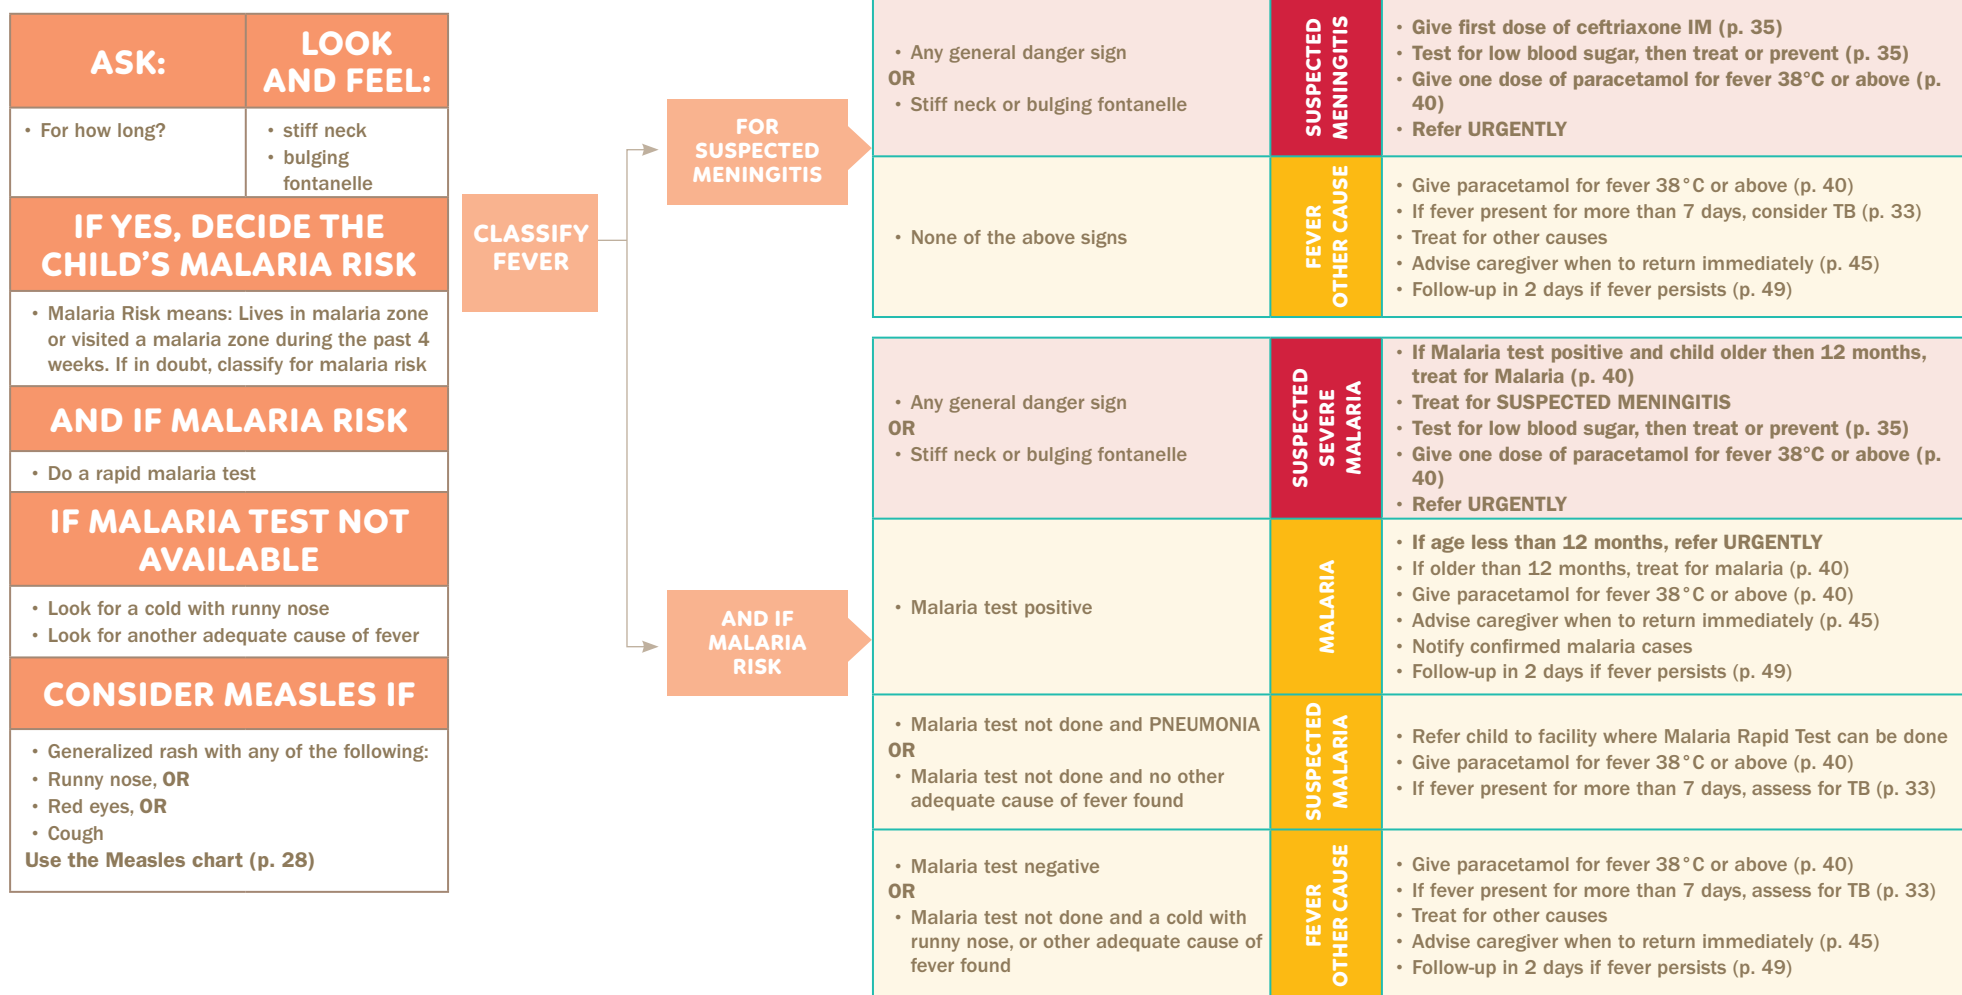 ASK:
LOOK
AND FEEL:
• For how long?
• stiff neck
• bulging
fontanelle
IF YES, DECIDE THE
CHILD'S MALARIA RISK
• Malaria Risk means: Lives in malaria zone
or visited a malaria zone during the past 4
weeks. If in doubt, classify for malaria risk
AND IF MALARIA RISK
• Do a rapid malaria test
IF MALARIA TEST NOT
AVAILABLE
• Look for a cold with runny nose
• Look for another adequate cause of fever
CONSIDER MEASLES IF
• Generalized rash with any of the following:
• Runny nose, OR
• Red eyes, OR
• Cough
Use the Measles chart (p. 28)
CLASSIFY
FEVER
FOR
SUSPECTED
MENINGITIS
• Any general danger sign
OR
• Stiff neck or bulging fontanelle
SUSPECTED
MENINGITIS
• Give first dose of ceftriaxone IM (p. 35)
• Test for low blood sugar, then treat or prevent (p. 35)
• Give one dose of paracetamol for fever 38°C or above (p.
40)
• Refer URGENTLY
• None of the above signs
FEVER
OTHER CAUSE
• Give paracetamol for fever 38°C or above (p. 40)
• If fever present for more than 7 days, consider TB (p. 33)
• Treat for other causes
• Advise caregiver when to return immediately (p. 45)
• Follow-up in 2 days if fever persists (p. 49)
AND IF
MALARIA
RISK
• Any general danger sign
OR
• Stiff neck or bulging fontanelle
SUSPECTED
SEVERE
MALARIA
• If Malaria test positive and child older then 12 months,
treat for Malaria (p. 40)
• Treat for SUSPECTED MENINGITIS
• Test for low blood sugar, then treat or prevent (p. 35)
• Give one dose of paracetamol for fever 38°C or above (p.
40)
• Refer URGENTLY
• Malaria test positive
MALARIA
• If age less than 12 months, refer URGENTLY
• If older than 12 months, treat for malaria (p. 40)
• Give paracetamol for fever 38°C or above (p. 40)
• Advise caregiver when to return immediately (p. 45)
• Notify confirmed malaria cases
• Follow-up in 2 days if fever persists (p. 49)
• Malaria test not done and PNEUMONIA
OR
• Malaria test not done and no other
adequate cause of fever found
SUSPECTED
MALARIA
• Refer child to facility where Malaria Rapid Test can be done
• Give paracetamol for fever 38°C or above (p. 40)
• If fever present for more than 7 days, assess for TB (p. 33)
• Malaria test negative
OR
• Malaria test not done and a cold with
runny nose, or other adequate cause of
fever found
FEVER
OTHER CAUSE
• Give paracetamol for fever 38°C or above (p. 40)
• If fever present for more than 7 days, assess for TB (p. 33)
• Treat for other causes
• Advise caregiver when to return immediately (p. 45)
• Follow-up in 2 days if fever persists (p. 49)